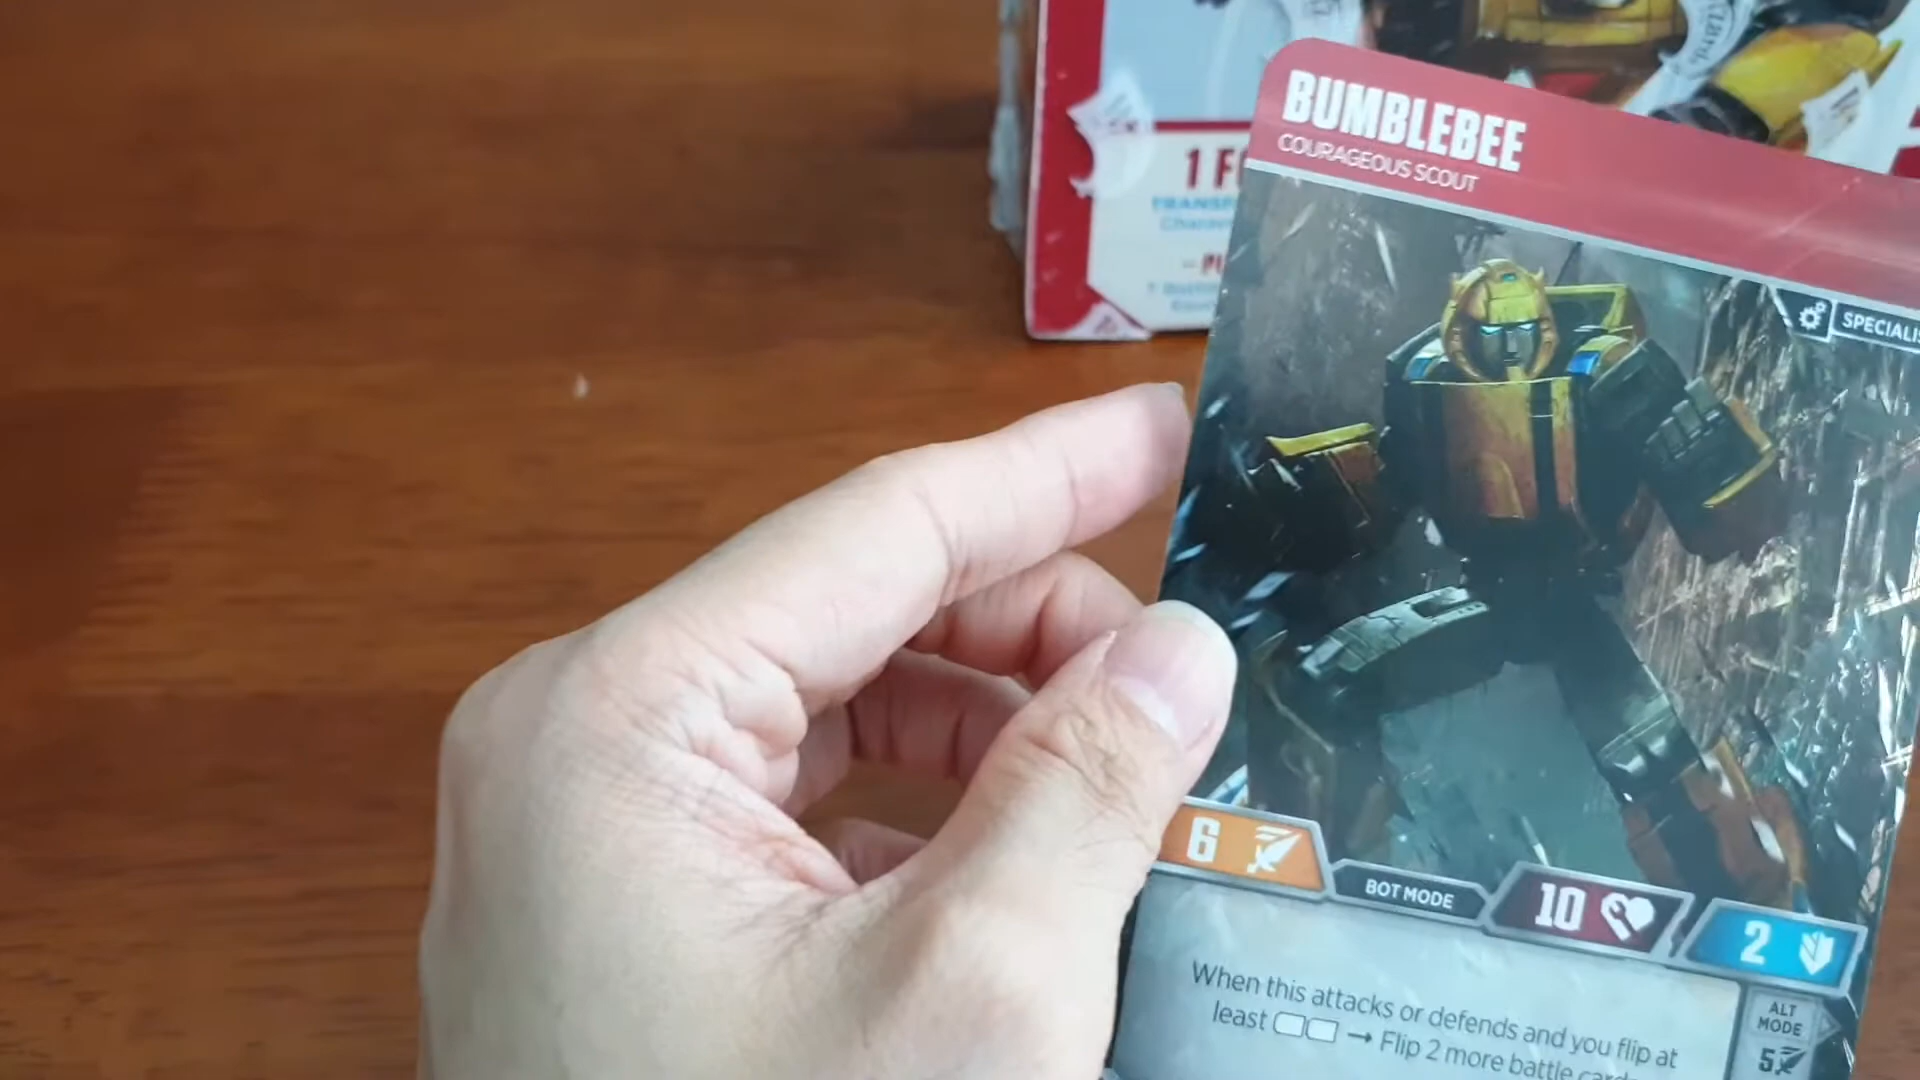 BUMBLEBEE
COURAGEOUS SCOUT
1 F
TRANSF
SPECIALIS
6
BOT MODE
10
2
When this attacks or defends and you flip at
least → Flip 2 more battle card
ALT
MODE
5